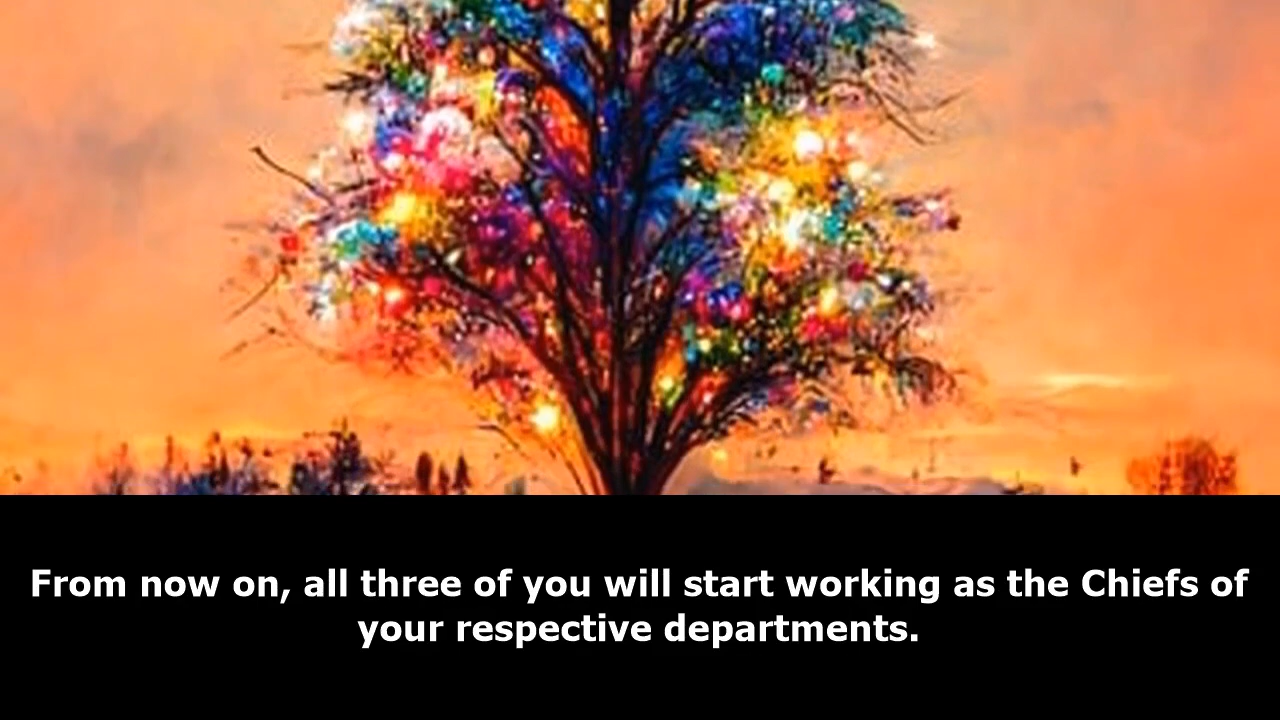 From now on, all three of you will start working as the Chiefs of
your respective departments.